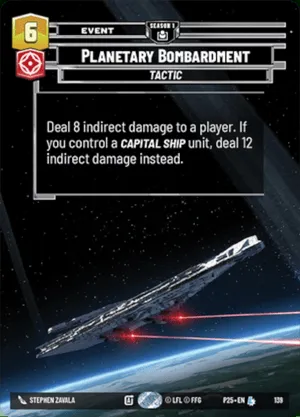 6
EVENT
SEASON 1
PLANETARY BOMBARDMENT
TACTIC
Deal 8 indirect damage to a player. If
you control a CAPITAL SHIP unit, deal 12
indirect damage instead.
STEPHEN ZAVALA
© LFL © FFG
P25•EN
139